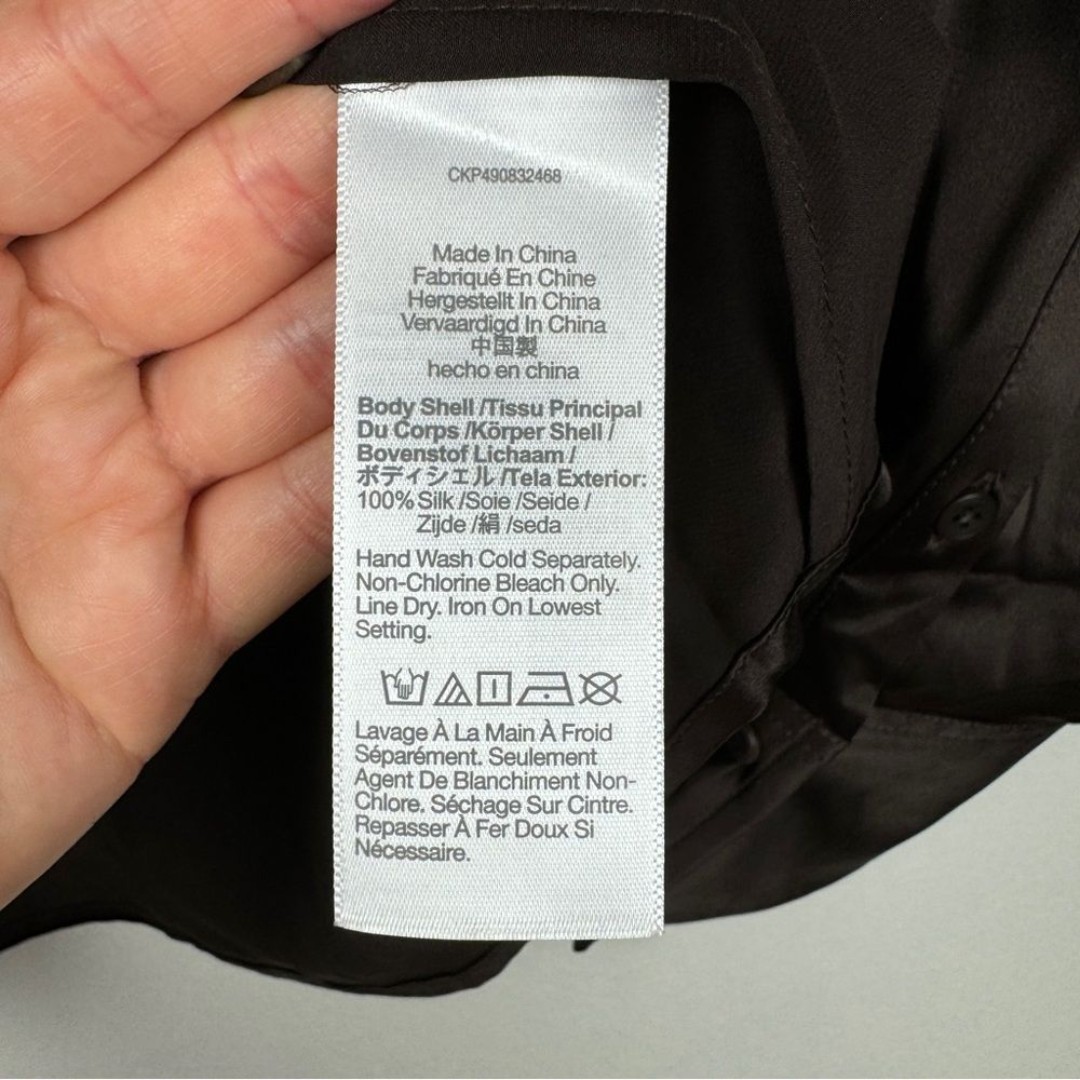 CKP490832468
Made In China
Fabriqué En Chine
Hergestellt In China
Vervaardigd In China
中国製
hecho en china
Body Shell /Tissu Principal
Du Corps /Körper Shell /
Bovenstof Lichaam /
ボディシェル /Tela Exterior:
100% Silk /Soie /Seide /
Zijde /絹 /seda
Hand Wash Cold Separately.
Non-Chlorine Bleach Only.
Line Dry. Iron On Lowest
Setting.
Lavage À La Main À Froid
Séparément. Seulement
Agent De Blanchiment Non-
Chlore. Séchage Sur Cintre.
Repasser À Fer Doux Si
Nécessaire.